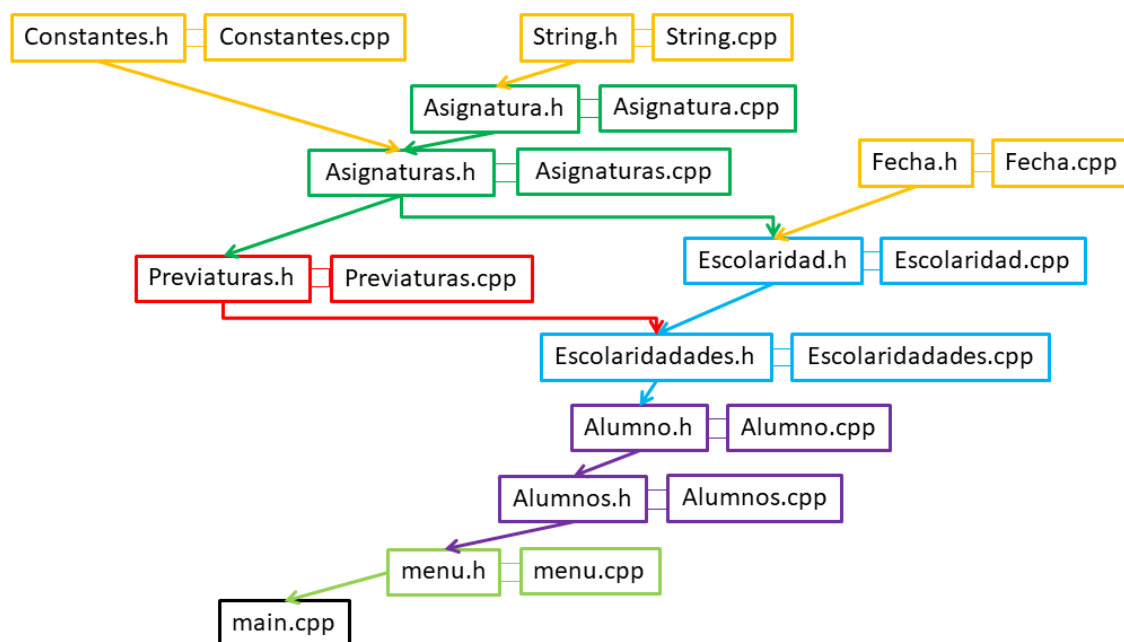 Constantes.h
Constantes.cpp
String.h
String.cpp
Asignatura.h
Asignatura.cpp
Asignaturas.h
Asignaturas.cpp
Fecha.h
Fecha.cpp
Previaturas.h
Previaturas.cpp
Escolaridad.h
Escolaridad.cpp
Escolaridadades.h
Escolaridadades.cpp
Alumno.h
Alumno.cpp
Alumnos.h
Alumnos.cpp
menu.h
menu.cpp
main.cpp